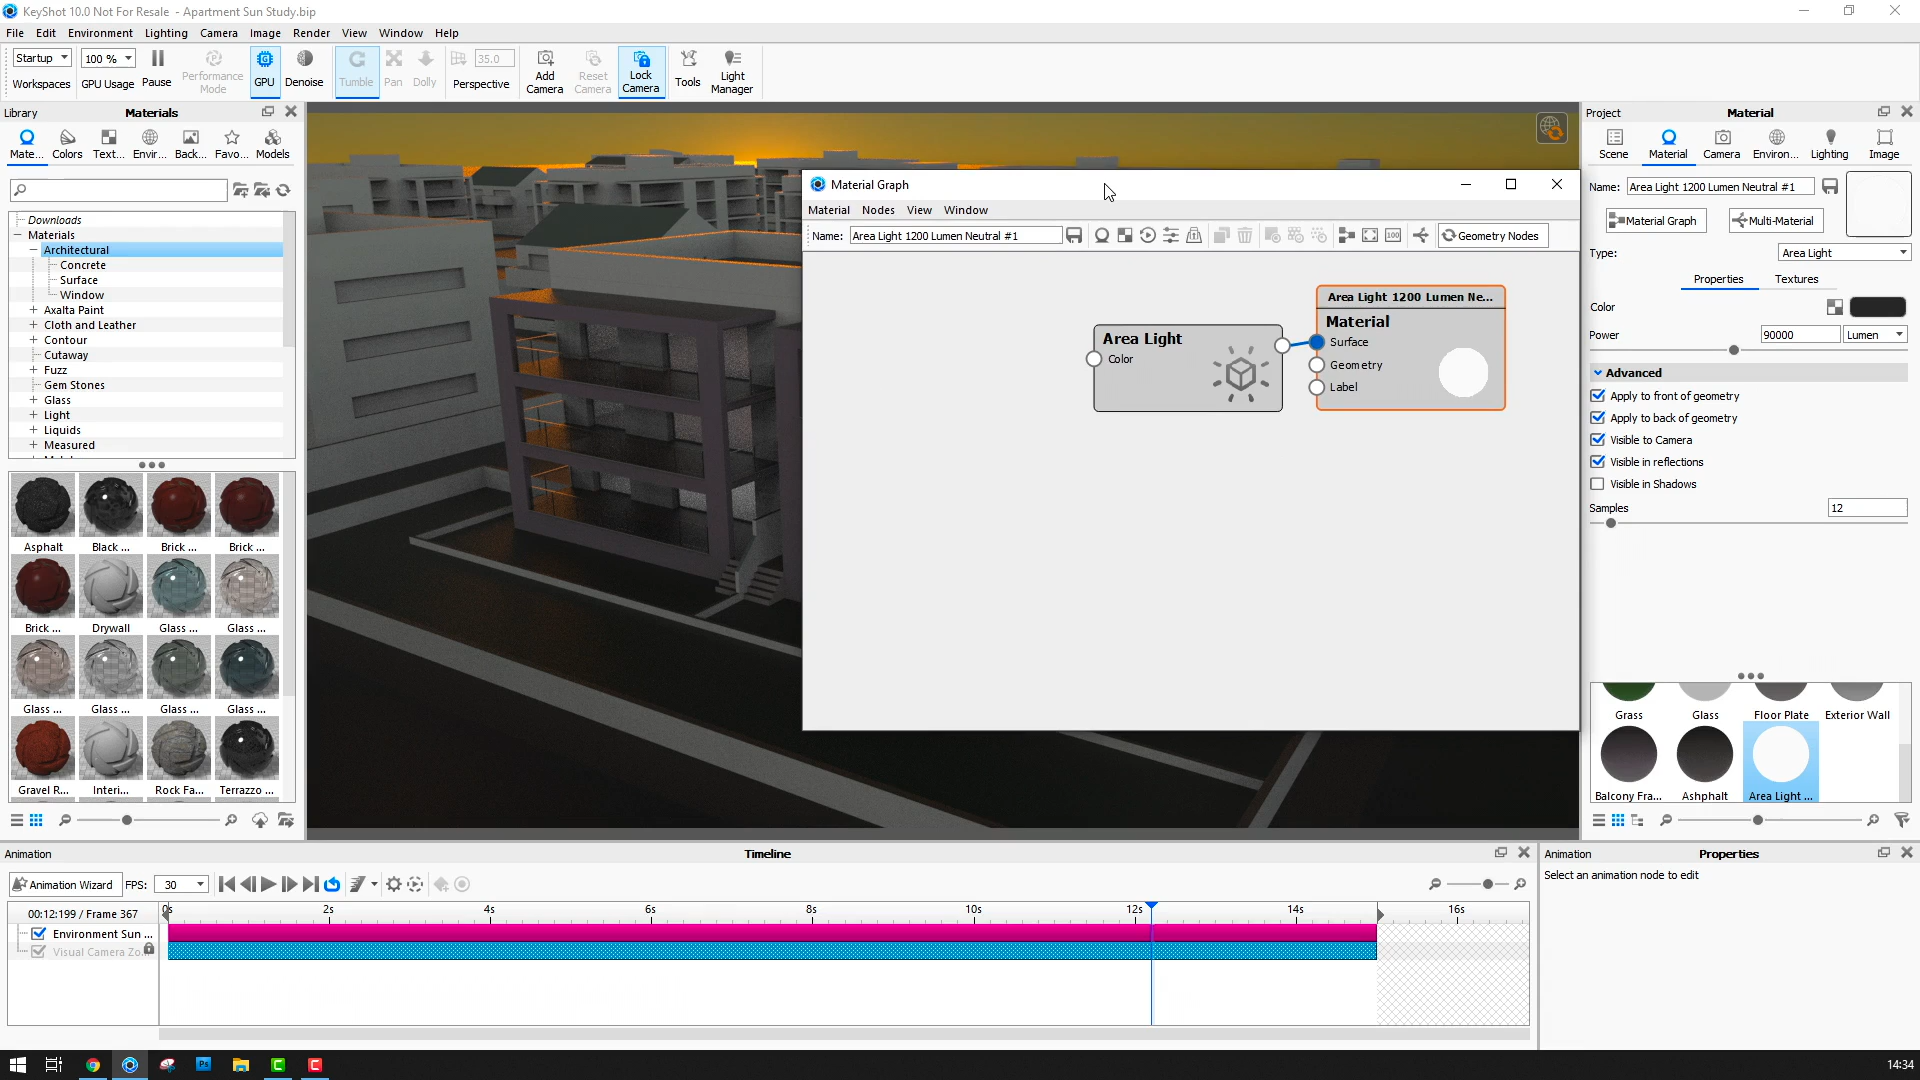 KeyShot 10.0 Not For Resale - Apartment Sun Study.bip
File Edit Environment Lighting Camera Image Render View Window Help
Startup 100 % 35.0
Workspaces GPU Usage Pause Performance Mode GPU Denoise Tumble Pan Dolly Perspective Add Camera Reset Camera Lock Camera Tools Light Manager
Library Materials
Mate... Colors Text... Envir... Back... Favo... Models
Downloads
Materials
Architectural
Concrete
Surface
Window
Axalta Paint
Cloth and Leather
Contour
Cutaway
Fuzz
Gem Stones
Glass
Light
Liquids
Measured
Asphalt Black ... Brick ... Brick ...
Brick ... Drywall Glass ... Glass ...
Glass ... Glass ... Glass ... Glass ...
Gravel R... Interi... Rock Fa... Terrazzo ...
Material Graph
Material Nodes View Window
Name: Area Light 1200 Lumen Neutral #1 100 Geometry Nodes
Area Light
Color
Area Light 1200 Lumen Ne...
Material
Surface
Geometry
Label
Project Material
Scene Material Camera Environ... Lighting Image
Name: Area Light 1200 Lumen Neutral #1
Material Graph Multi-Material
Type: Area Light
Properties Textures
Color
Power 90000 Lumen
Advanced
Apply to front of geometry
Apply to back of geometry
Visible to Camera
Visible in reflections
Visible in Shadows
Samples 12
Grass Glass Floor Plate Exterior Wall
Balcony Fra... Ashphalt Area Light ...
Animation Timeline
Animation Wizard FPS: 30
00:12:199 / Frame 367
0s 2s 4s 6s 8s 10s 12s 14s 16s
Environment Sun ...
Visual Camera Zo...
Animation Properties
Select an animation node to edit
Ps C C
14:34